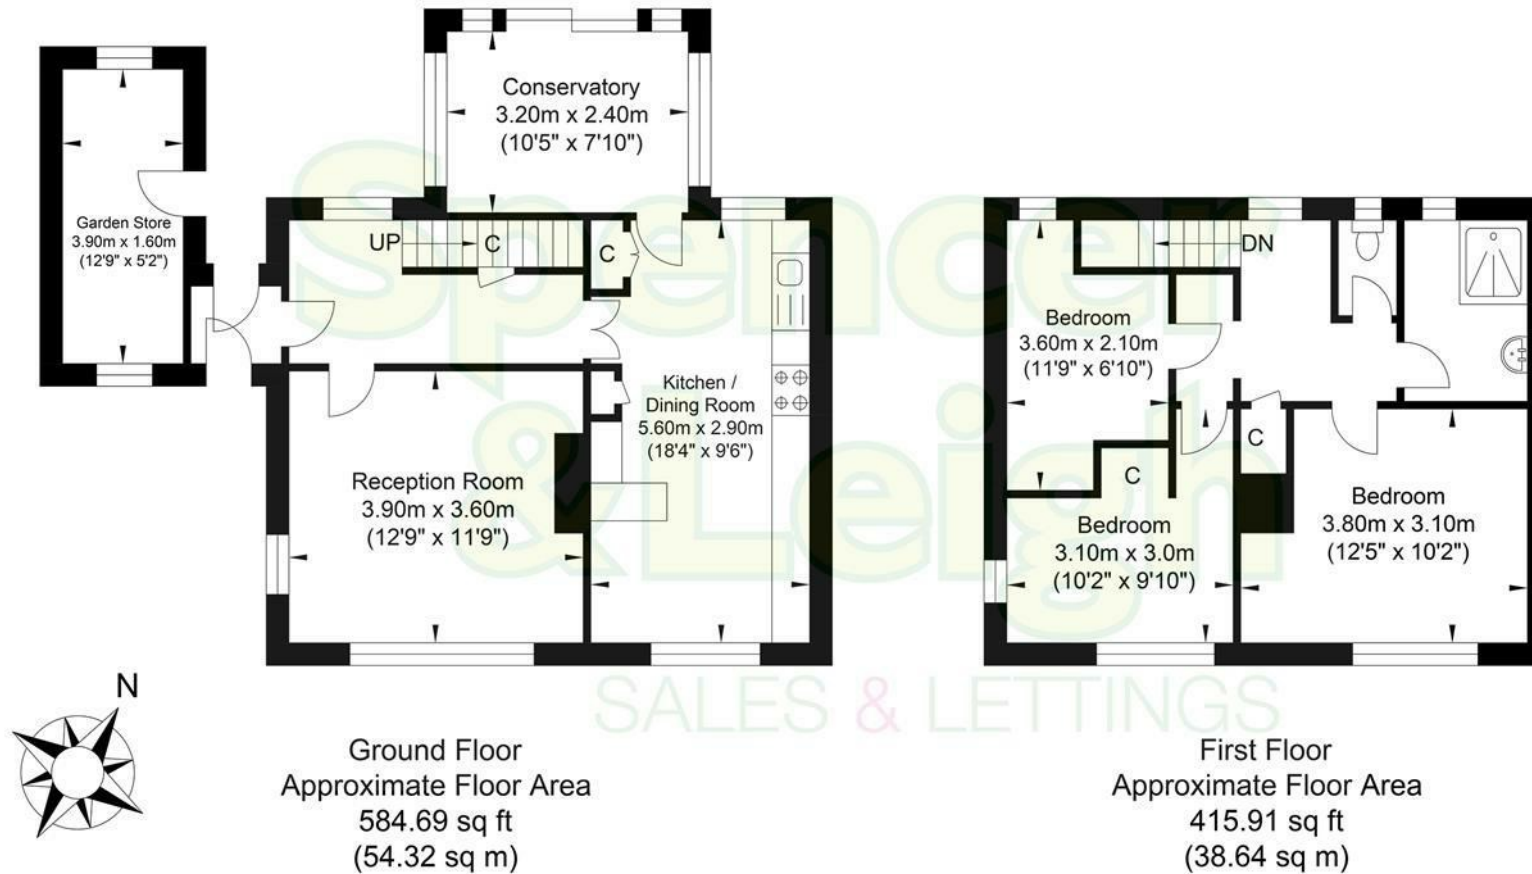 Conservatory
3.20m x 2.40m
(10'5" x 7'10")
Garden Store
3.90m x 1.60m
(12'9" x 5'2")
UP
C
C
Kitchen /
Dining Room
5.60m x 2.90m
(18'4" x 9'6")
Reception Room
3.90m x 3.60m
(12'9" x 11'9")
DN
Bedroom
3.60m x 2.10m
(11'9" x 6'10")
C
C
Bedroom
3.10m x 3.0m
(10'2" x 9'10")
Bedroom
3.80m x 3.10m
(12'5" x 10'2")
Spencer
& Leigh
SALES & LETTINGS
N
Ground Floor
Approximate Floor Area
584.69 sq ft
(54.32 sq m)
First Floor
Approximate Floor Area
415.91 sq ft
(38.64 sq m)